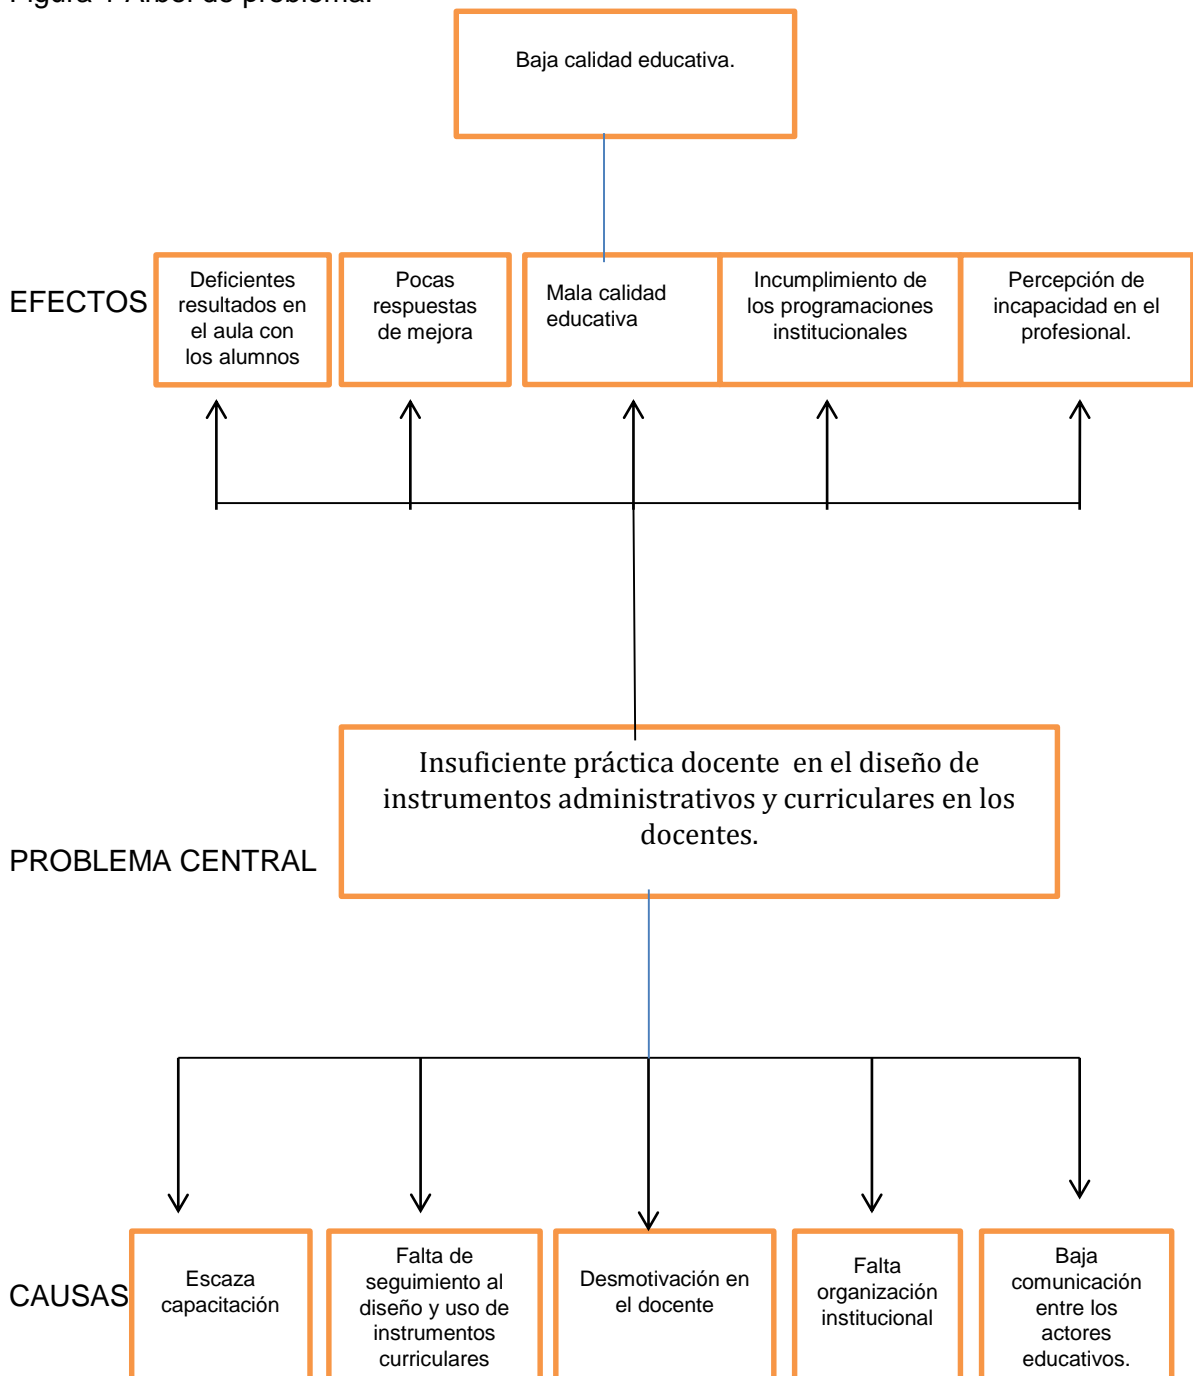 Baja calidad educativa.
EFECTOS
Deficientes
resultados en
el aula con
los alumnos
Pocas
respuestas
de mejora
Mala calidad
educativa
Incumplimiento de
los programaciones
institucionales
Percepción de
incapacidad en el
profesional.
Insuficiente práctica docente  en el diseño de
instrumentos administrativos y curriculares en los
docentes.
PROBLEMA CENTRAL
CAUSAS
Escaza
capacitación
Falta de
seguimiento al
diseño y uso de
instrumentos
curriculares
Desmotivación en
el docente
Falta
organización
institucional
Baja
comunicación
entre los
actores
educativos.